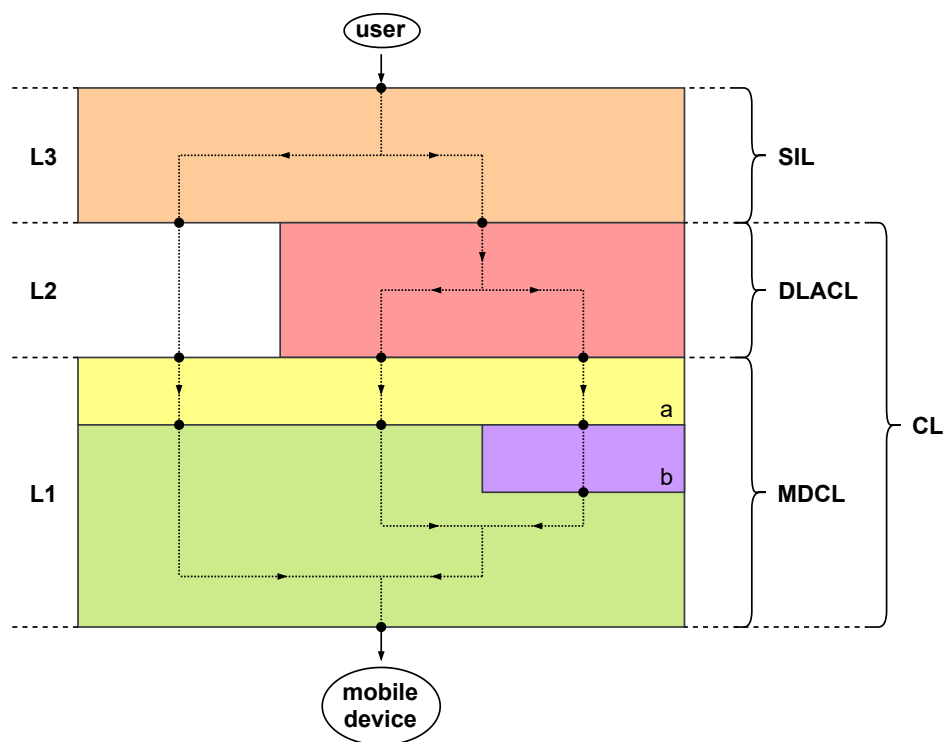 user
L3
SIL
L2
DLACL
a
CL
b
L1
MDCL
mobile
device